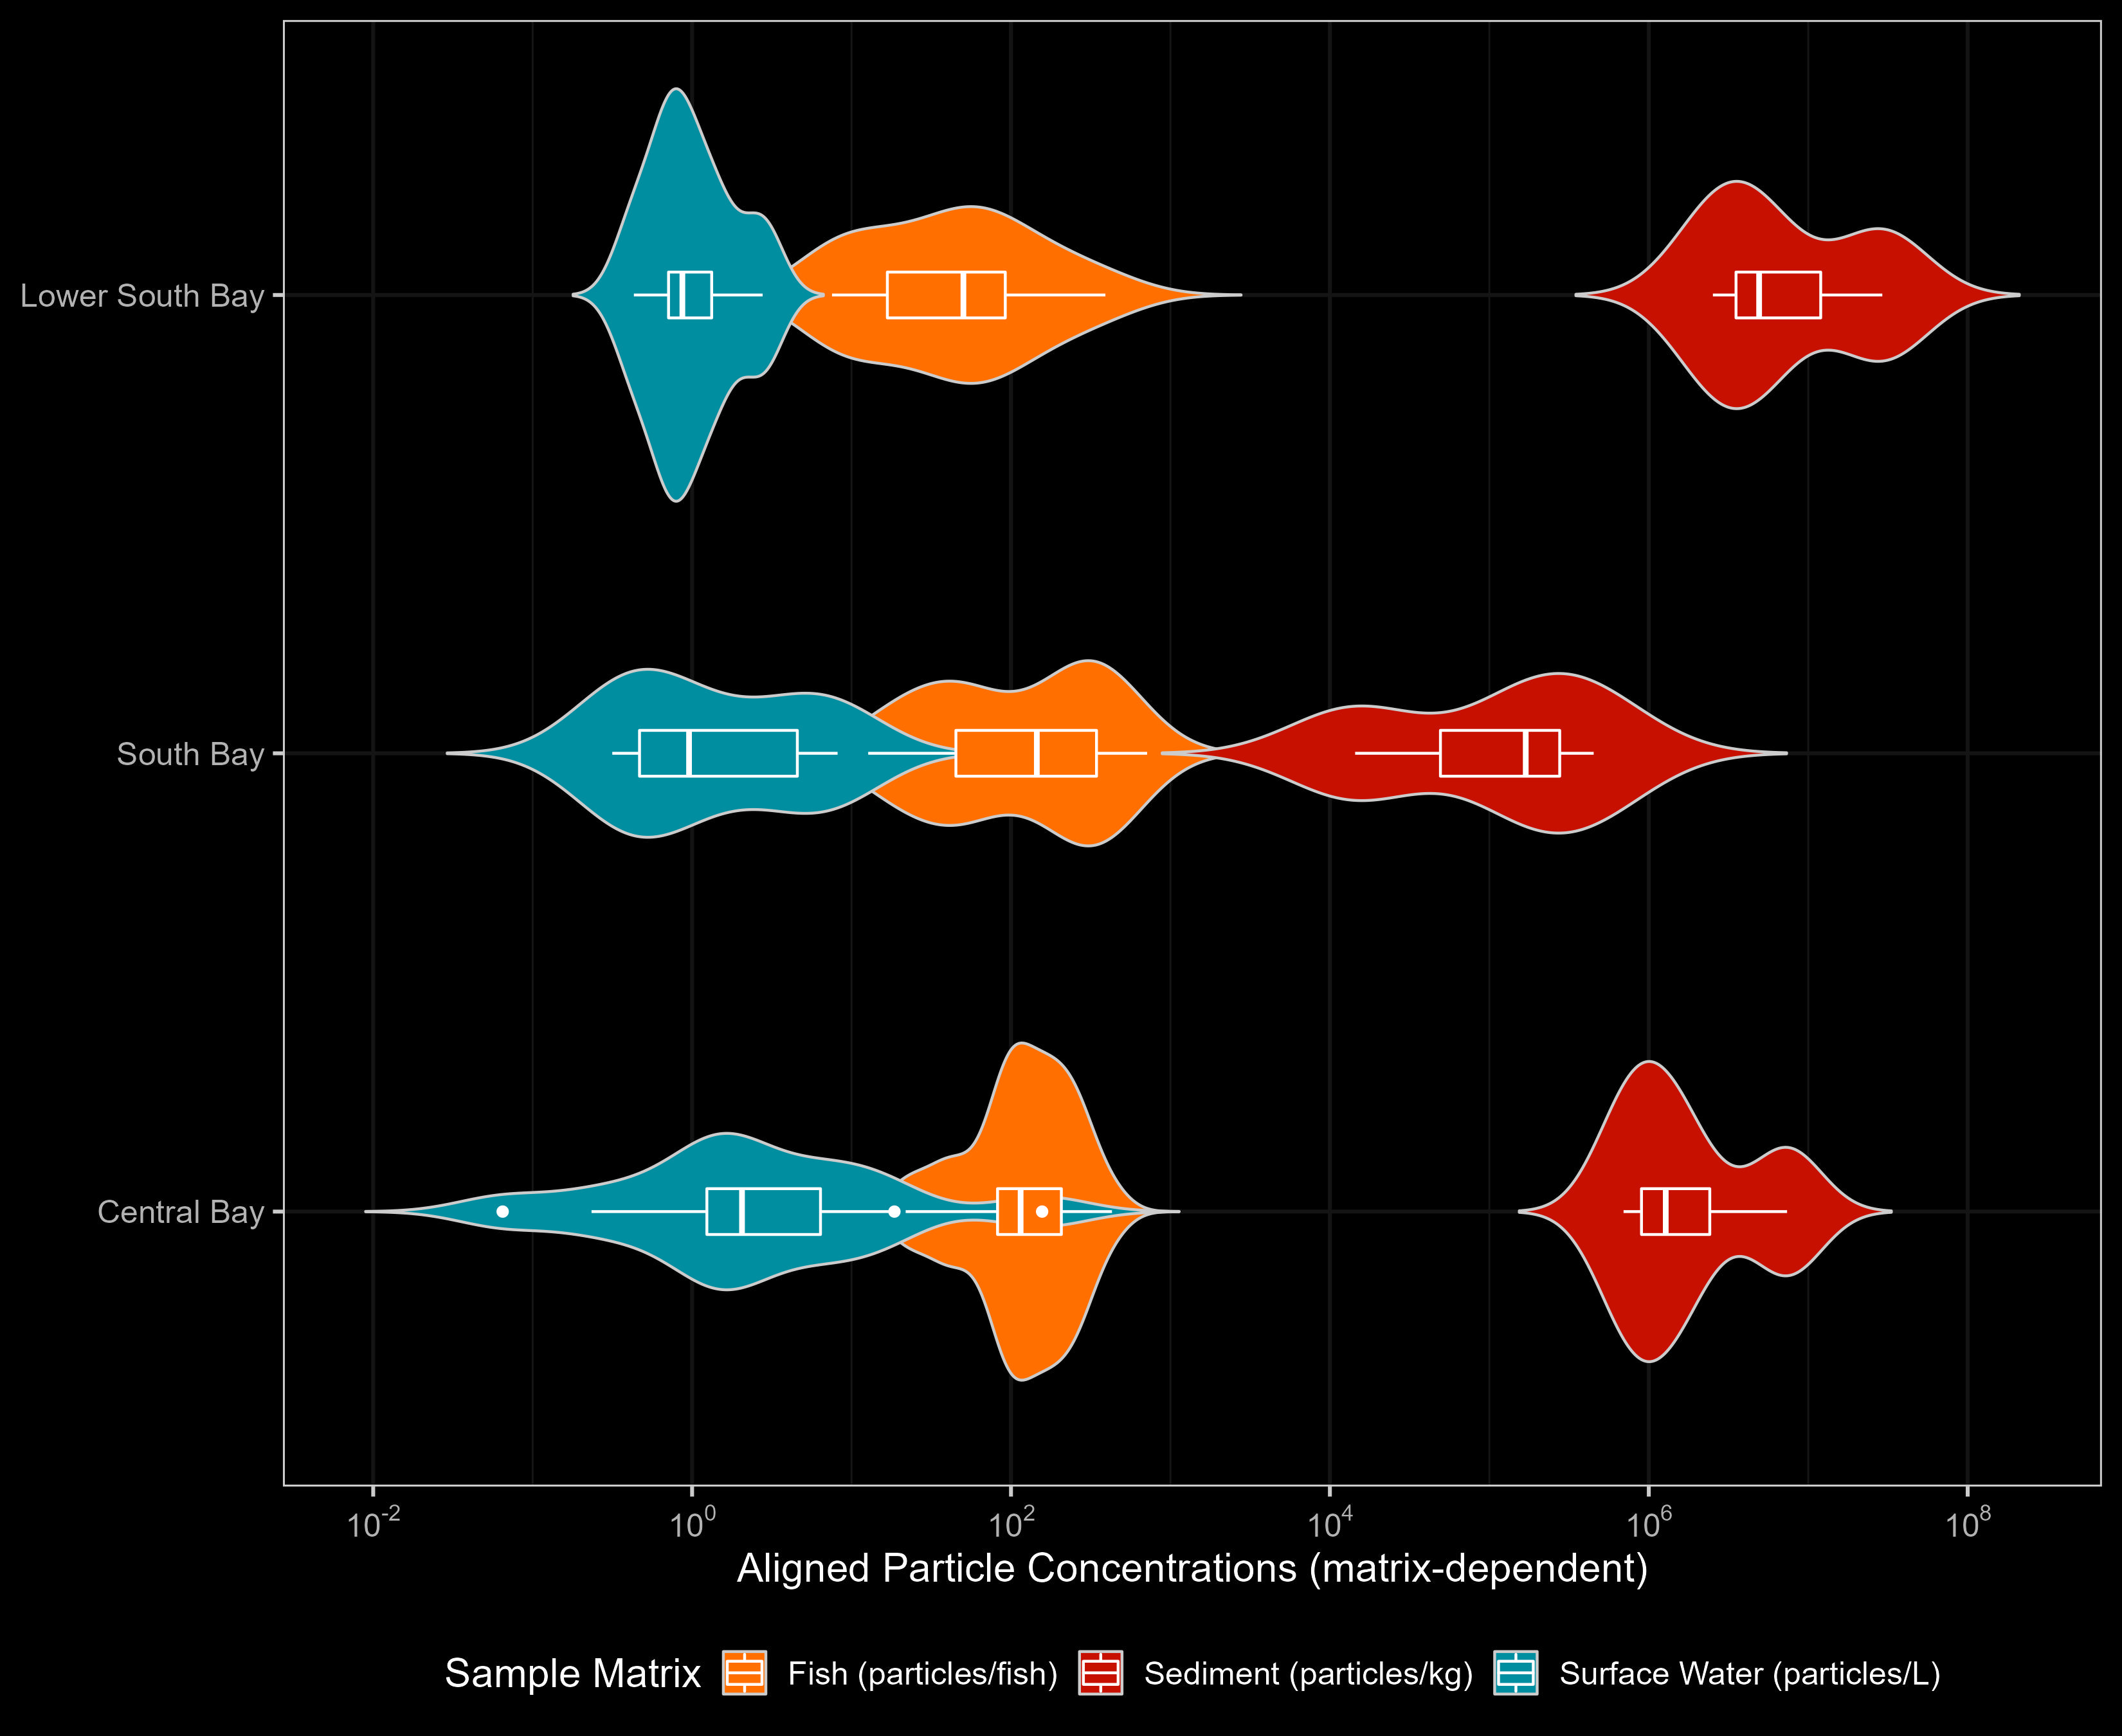 Lower South Bay
South Bay
Central Bay
10⁻² 10⁰ 10² 10⁴ 10⁶ 10⁸
Aligned Particle Concentrations (matrix-dependent)
Sample Matrix Fish (particles/fish) Sediment (particles/kg) Surface Water (particles/L)